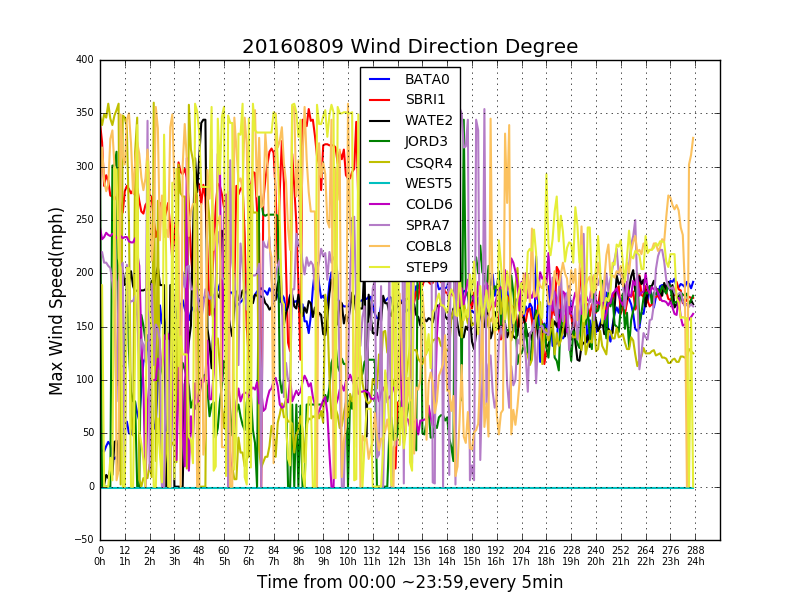 20160809 Wind Direction Degree
BATA0
SBRI1
WATE2
JORD3
CSQR4
WEST5
COLD6
SPRA7
COBL8
STEP9
Max Wind Speed(mph)
400
350
300
250
200
150
100
50
0
−50
0 12 24 36 48 60 72 84 96 108 120 132 144 156 168 180 192 204 216 228 240 252 264 276 288
0h 1h 2h 3h 4h 5h 6h 7h 8h 9h 10h 11h 12h 13h 14h 15h 16h 17h 18h 19h 20h 21h 22h 23h 24h
Time from 00:00 ~23:59,every 5min